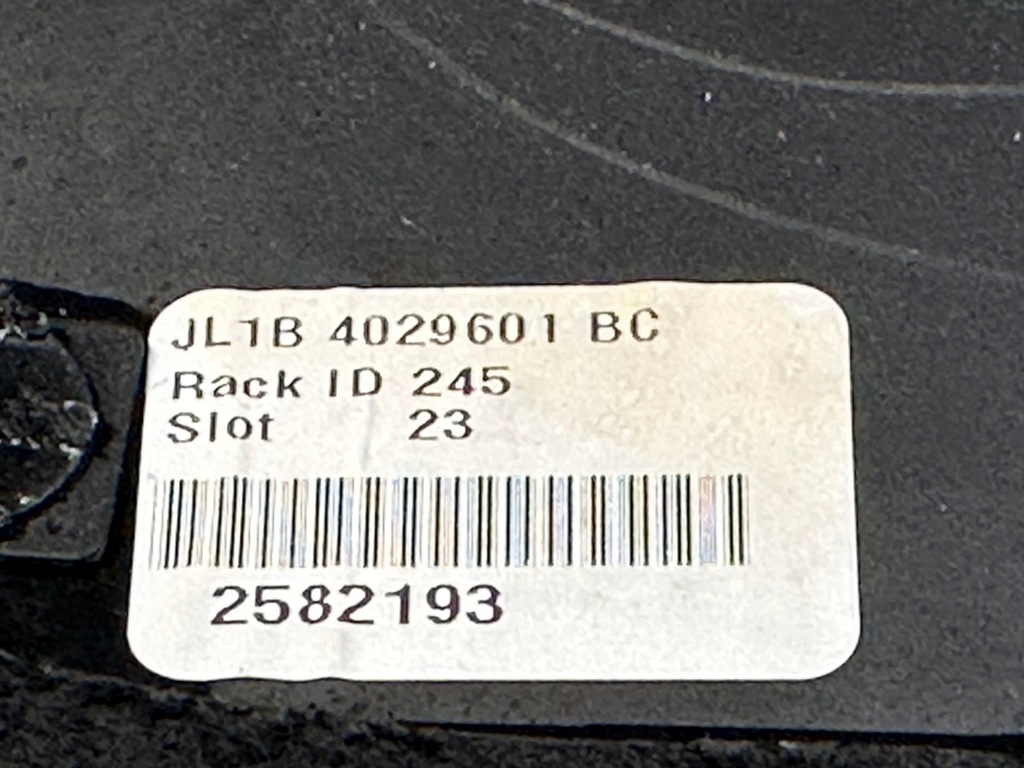 JL1B 4029601 BC
Rack ID 245
Slot 23
2582193